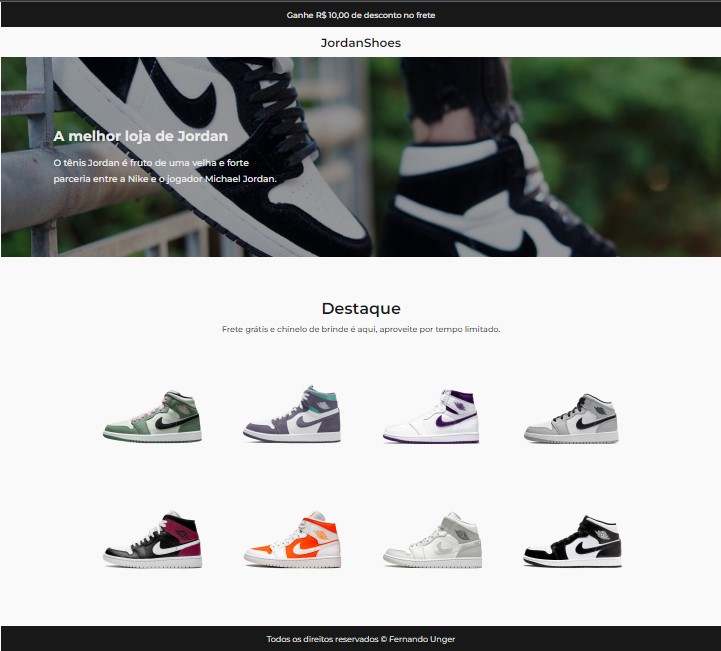 Ganhe R$ 10,00 de desconto no frete
JordanShoes
A melhor loja de Jordan
O tênis Jordan é fruto de uma velha e forte
parceria entre a Nike e o jogador Michael Jordan.
Destaque
Frete grátis e chinelo de brinde é aqui, aproveite por tempo limitado.
Todos os direitos reservados © Fernando Unger